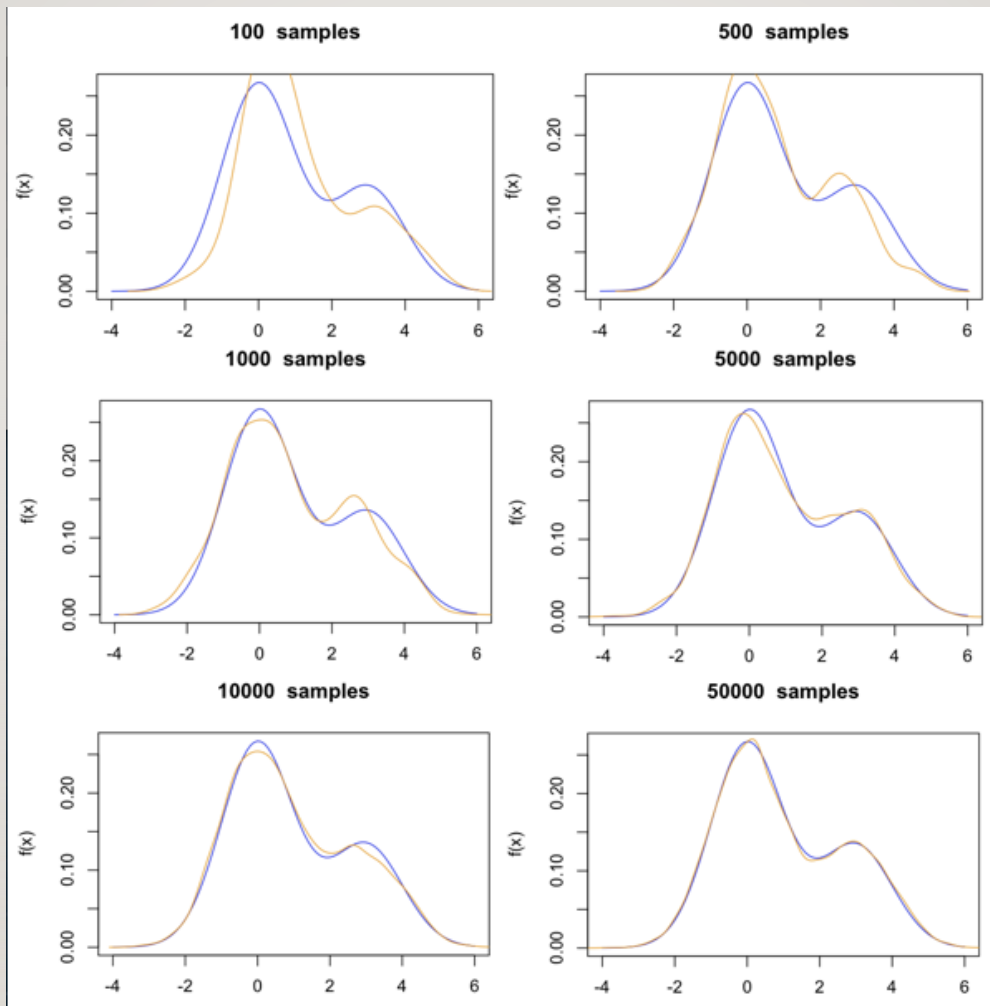 100 samples
f(x)
0.00 0.10 0.20
-4 -2 0 2 4 6
500 samples
f(x)
0.00 0.10 0.20
-4 -2 0 2 4 6
1000 samples
f(x)
0.00 0.10 0.20
-4 -2 0 2 4 6
5000 samples
f(x)
0.00 0.10 0.20
-4 -2 0 2 4 6
10000 samples
f(x)
0.00 0.10 0.20
-4 -2 0 2 4 6
50000 samples
f(x)
0.00 0.10 0.20
-4 -2 0 2 4 6